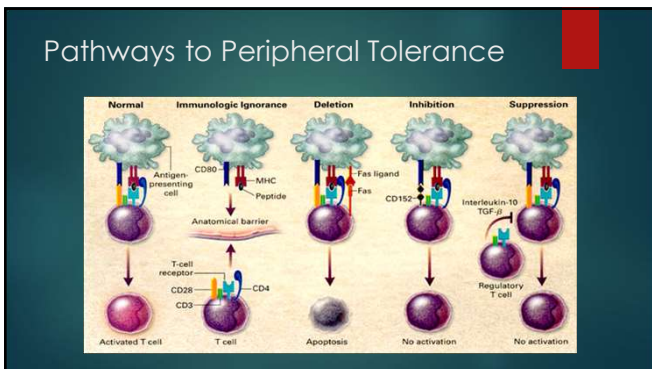 Pathways to Peripheral Tolerance
Normal
Immunologic Ignorance
Deletion
Inhibition
Suppression
Antigen-
presenting
cell
CD80
MHC
Peptide
Anatomical barrier
T-cell
receptor
CD28
CD3
CD4
Fas ligand
Fas
CD152
Interleukin-10
TGF-β
Regulatory
T cell
Activated T cell
T cell
Apoptosis
No activation
No activation